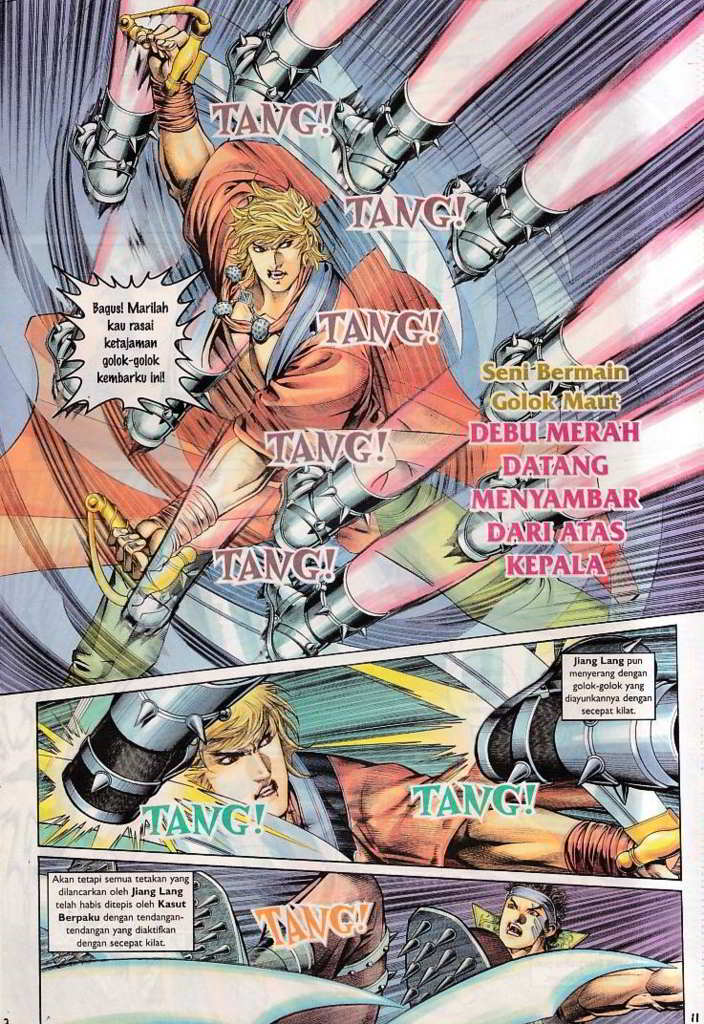 TANG!
TANG!
Bagus! Marilah
kau rasai
ketajaman
golok-golok
kembarku ini!
TANG!
Seni Bermain
Golok Maut
DEBU MERAH
DATANG
MENYAMBAR
DARI ATAS
KEPALA
TANG!
TANG!
Jiang Lang pun
menyerang dengan
golok-golok yang
diayunkannya dengan
secepat kilat.
TANG!
TANG!
Akan tetapi semua tetakan yang
dilancarkan oleh Jiang Lang
telah habis ditepis oleh Kasut
Berpaku dengan tendangan-
tendangan yang diaktifkan
dengan secepat kilat.
TANG!
11